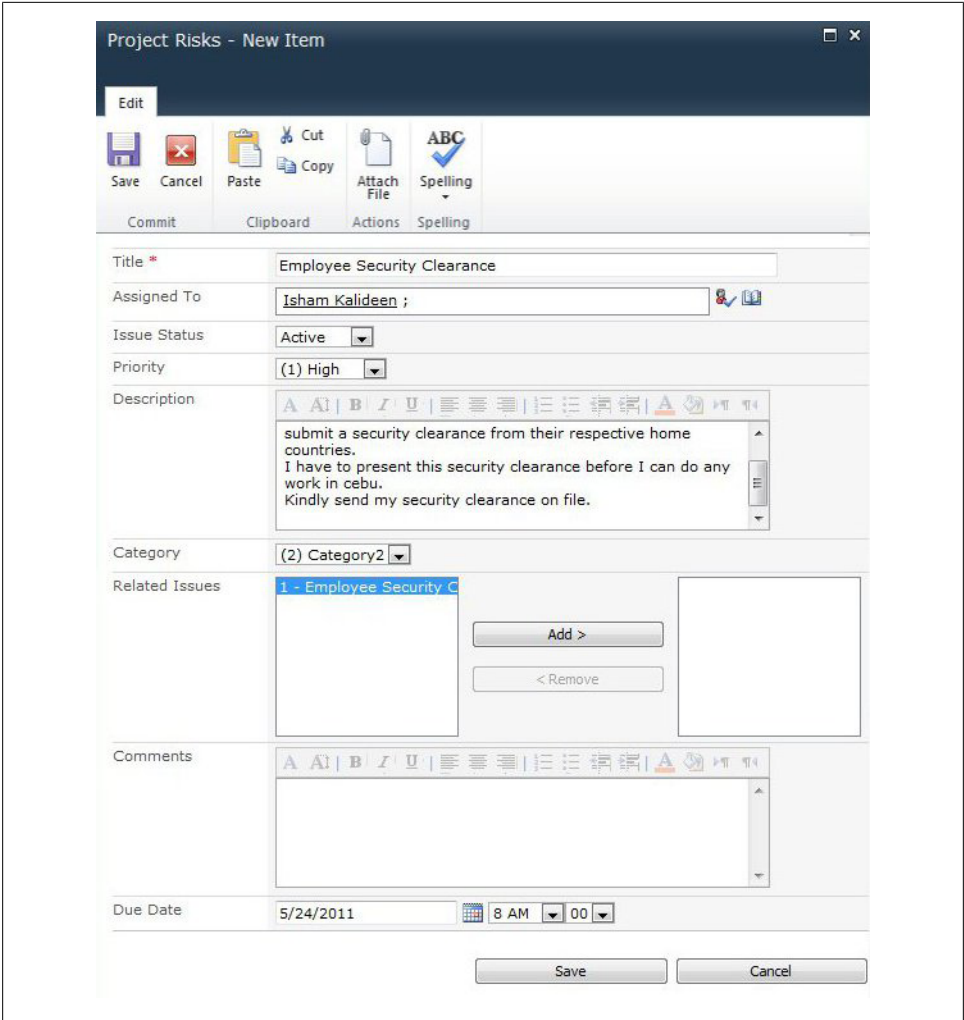 Project Risks - New Item
Edit
Save
Cancel
Paste
Cut
Copy
Attach
File
ABC
Spelling
Commit
Clipboard
Actions
Spelling
Title *
Employee Security Clearance
Assigned To
Isham Kalideen ;
Issue Status
Active
Priority
(1) High
Description
A A B I U A
submit a security clearance from their respective home
countries.
I have to present this security clearance before I can do any
work in cebu.
Kindly send my security clearance on file.
Category
(2) Category2
Related Issues
1 - Employee Security C
Add >
< Remove
Comments
A A B I U A
Due Date
5/24/2011
8 AM
00
Save
Cancel